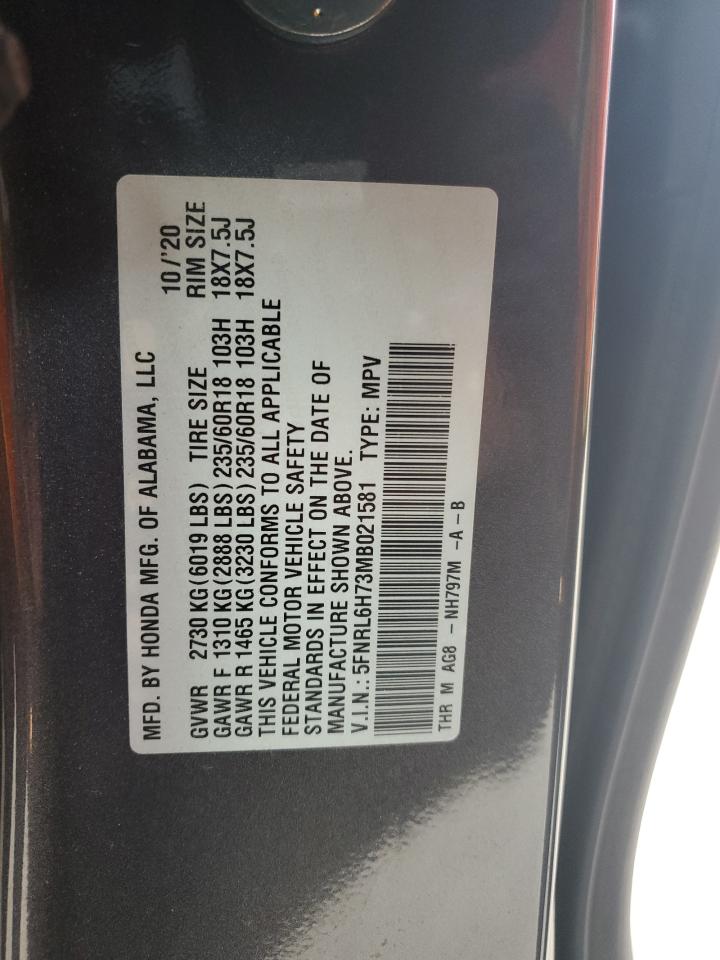 MFD. BY HONDA MFG. OF ALABAMA, LLC 10/'20
GVWR 2730 KG(6019 LBS) TIRE SIZE RIM SIZE
GAWR F 1310 KG(2888 LBS) 235/60R18 103H 18X7.5J
GAWR R 1465 KG(3230 LBS) 235/60R18 103H 18X7.5J
THIS VEHICLE CONFORMS TO ALL APPLICABLE
FEDERAL MOTOR VEHICLE SAFETY
STANDARDS IN EFFECT ON THE DATE OF
MANUFACTURE SHOWN ABOVE.
V.I.N.: 5FNRL6H73MB021581 TYPE: MPV
THR M AG8 - NH797M -A-B